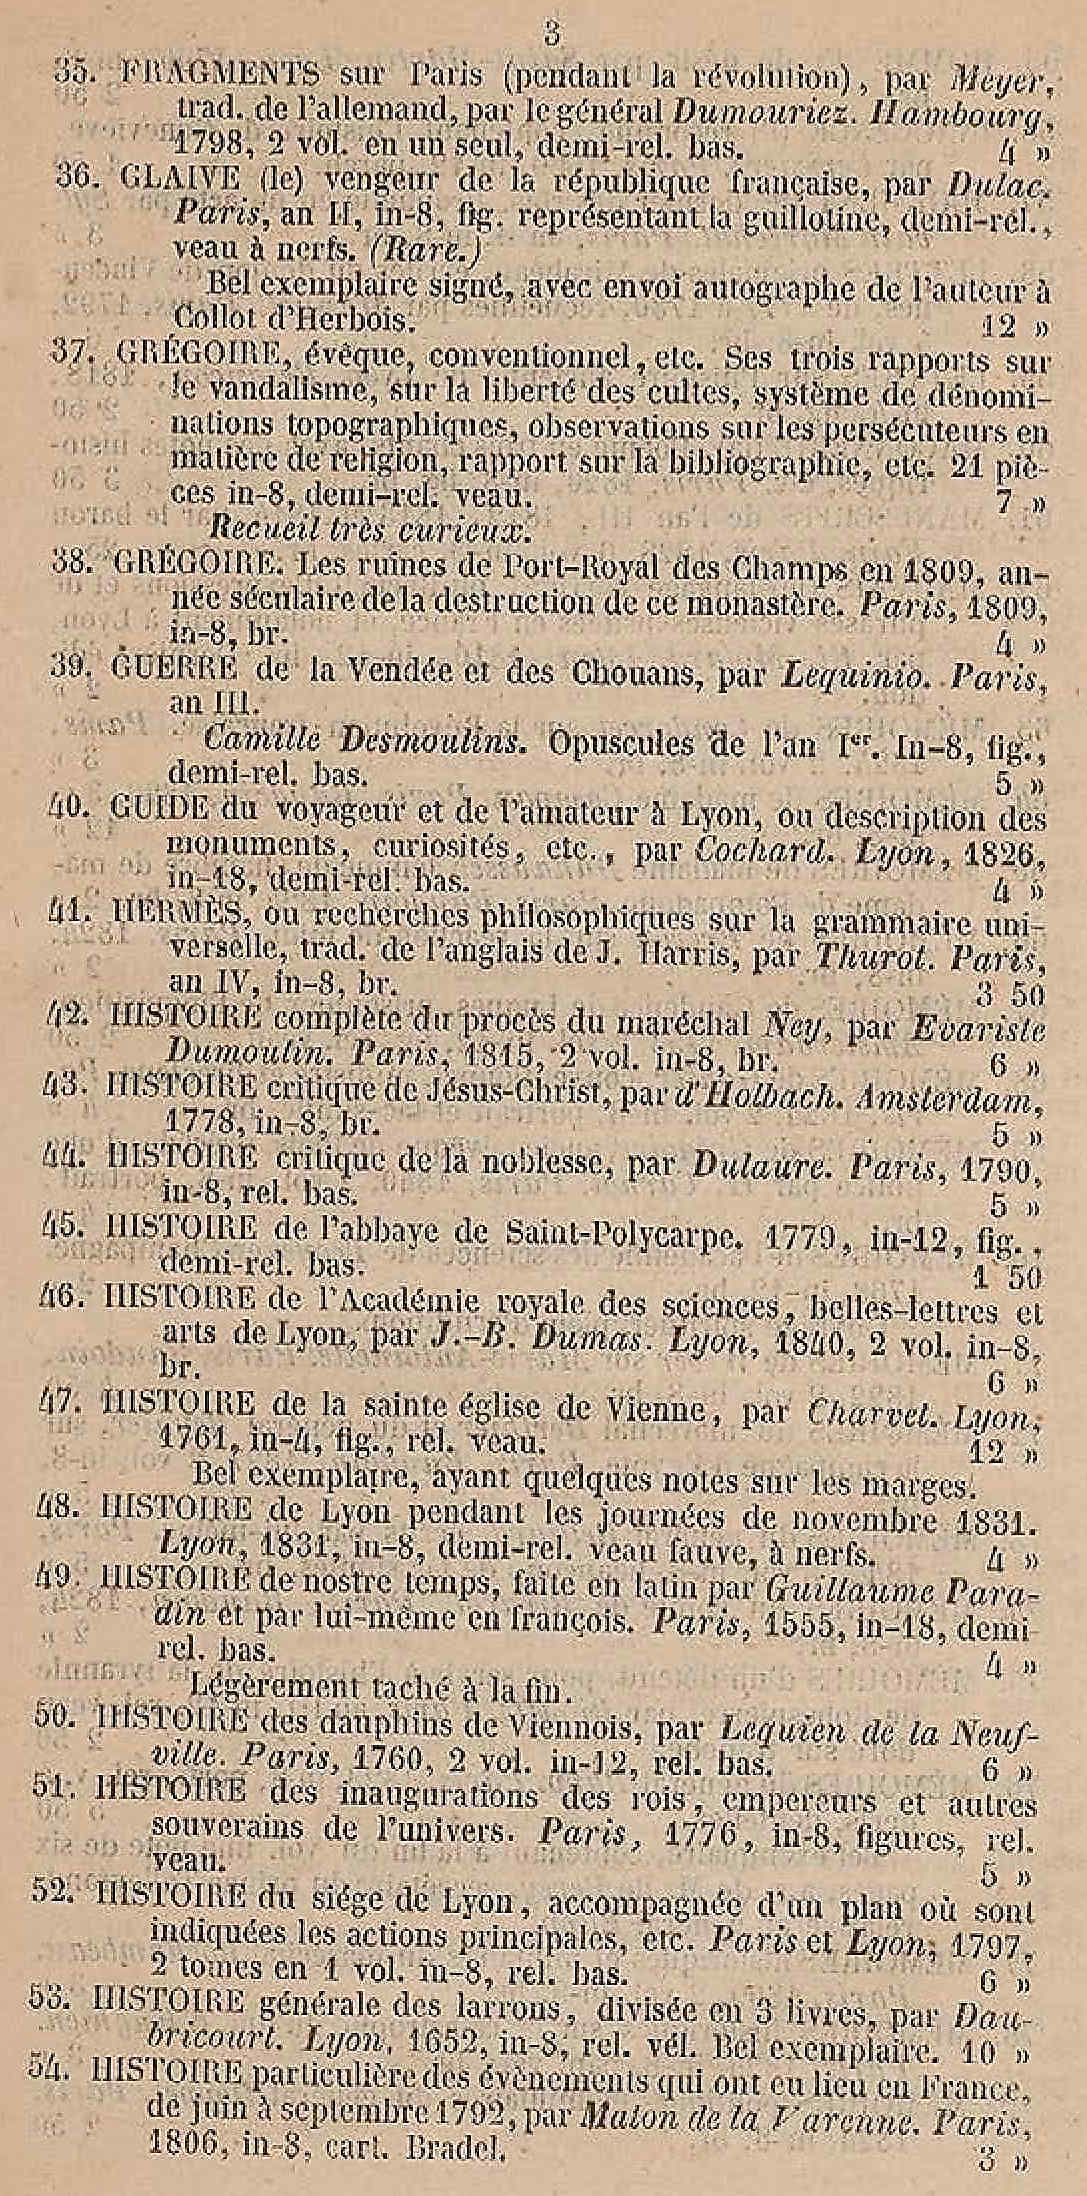 3
35. FRAGMENTS sur Paris (pendant la révolution), par Meyer,
trad. de l'allemand, par le général Dumouriez. Hambourg,
1798, 2 vol. en un seul, demi-rel. bas. 4 »
36. GLAIVE (le) vengeur de la république française, par Dulac.
Paris, an II, in-8, fig. représentant la guillotine, demi-rel.,
veau à nerfs. (Rare.)
Bel exemplaire signé, avec envoi autographe de l'auteur à
Collot d'Herbois. 12 »
37. GRÉGOIRE, évêque, conventionnel, etc. Ses trois rapports sur
le vandalisme, sur la liberté des cultes, système de dénomi-
nations topographiques, observations sur les persécuteurs en
matière de religion, rapport sur la bibliographie, etc. 21 piè-
ces in-8, demi-rel. veau. 7 »
Recueil très curieux.
38. GRÉGOIRE. Les ruines de Port-Royal des Champs en 1809, an-
née séculaire de la destruction de ce monastère. Paris, 1809,
in-8, br. 4 »
39. GUERRE de la Vendée et des Chouans, par Lequinio. Paris,
an III.
Camille Desmoulins. Opuscules de l'an Ier. In-8, fig.,
demi-rel. bas. 5 »
40. GUIDE du voyageur et de l'amateur à Lyon, ou description des
monuments, curiosités, etc., par Cochard. Lyon, 1826,
in-18, demi-rel. bas. 4 »
41. HERMÈS, ou recherches philosophiques sur la grammaire uni-
verselle, trad. de l'anglais de J. Harris, par Thurot. Paris,
an IV, in-8, br. 3 50
42. HISTOIRE complète du procès du maréchal Ney, par Evariste
Dumoulin. Paris, 1815, 2 vol. in-8, br. 6 »
43. HISTOIRE critique de Jésus-Christ, par d'Holbach. Amsterdam,
1778, in-8, br. 5 »
44. HISTOIRE critique de la noblesse, par Dulaure. Paris, 1790,
in-8, rel. bas. 5 »
45. HISTOIRE de l'abbaye de Saint-Polycarpe. 1779, in-12, fig.,
demi-rel. bas. 1 50
46. HISTOIRE de l'Académie royale des sciences, belles-lettres et
arts de Lyon, par J.-B. Dumas. Lyon, 1840, 2 vol. in-8,
br. 6 »
47. HISTOIRE de la sainte église de Vienne, par Charvet. Lyon,
1761, in-4, fig., rel. veau. 12 »
Bel exemplaire, ayant quelques notes sur les marges.
48. HISTOIRE de Lyon pendant les journées de novembre 1831.
Lyon, 1831, in-8, demi-rel. veau fauve, à nerfs. 4 »
49. HISTOIRE de nostre temps, faite en latin par Guillaume Para-
din et par lui-même en françois. Paris, 1555, in-18, demi
rel. bas. 4 »
Légèrement taché à la fin.
50. HISTOIRE des dauphins de Viennois, par Lequien de la Neuf-
ville. Paris, 1760, 2 vol. in-12, rel. bas. 6 »
51. HISTOIRE des inaugurations des rois, empereurs et autres
souverains de l'univers. Paris, 1776, in-8, figures, rel.
veau. 5 »
52. HISTOIRE du siége de Lyon, accompagnée d'un plan où sont
indiquées les actions principales, etc. Paris et Lyon, 1797,
2 tomes en 1 vol. in-8, rel. bas. 6 »
53. HISTOIRE générale des larrons, divisée en 3 livres, par Dau-
bricourt. Lyon, 1652, in-8, rel. vél. Bel exemplaire. 10 »
54. HISTOIRE particulière des évènements qui ont eu lieu en France,
de juin à septembre 1792, par Maton de la Varenne. Paris,
1806, in-8, cart. Bradel. 3 »